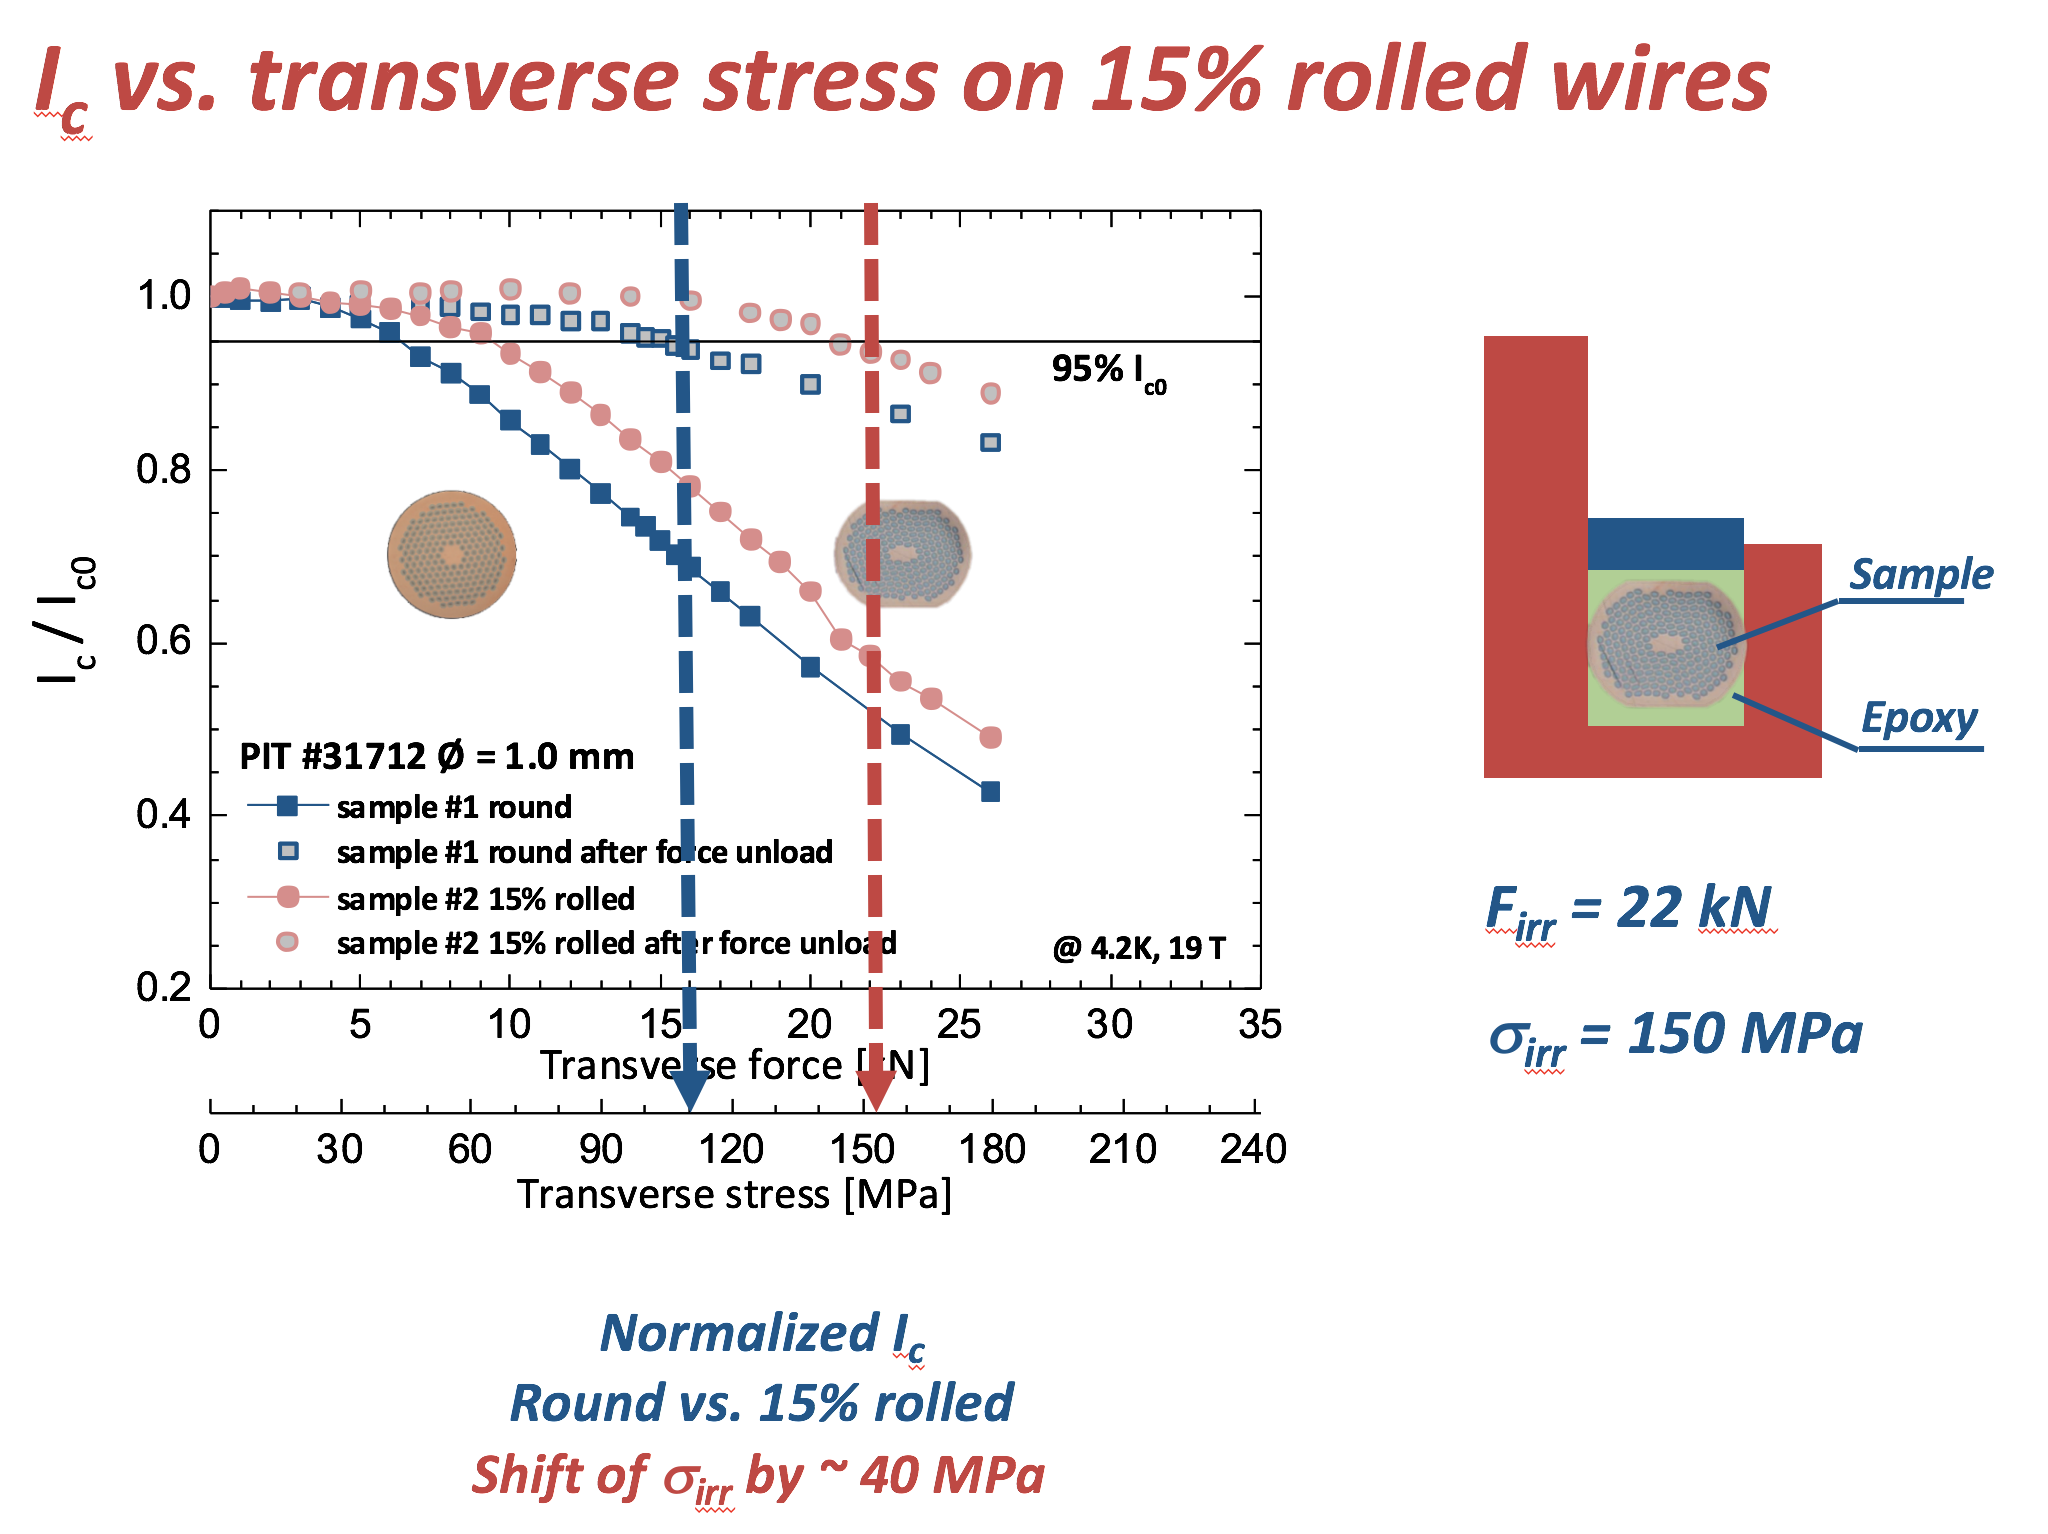 Ic vs. transverse stress on 15% rolled wires
1.0
0.8
0.6
0.4
0.2
Ic / Ic0
95% Ic0
PIT #31712 Ø = 1.0 mm
sample #1 round
sample #1 round after force unload
sample #2 15% rolled
sample #2 15% rolled after force unload
@ 4.2K, 19 T
0 5 10 15 20 25 30 35
Transverse force [kN]
0 30 60 90 120 150 180 210 240
Transverse stress [MPa]
Sample
Epoxy
Firr = 22 kN
σirr = 150 MPa
Normalized Ic
Round vs. 15% rolled
Shift of σirr by ~ 40 MPa